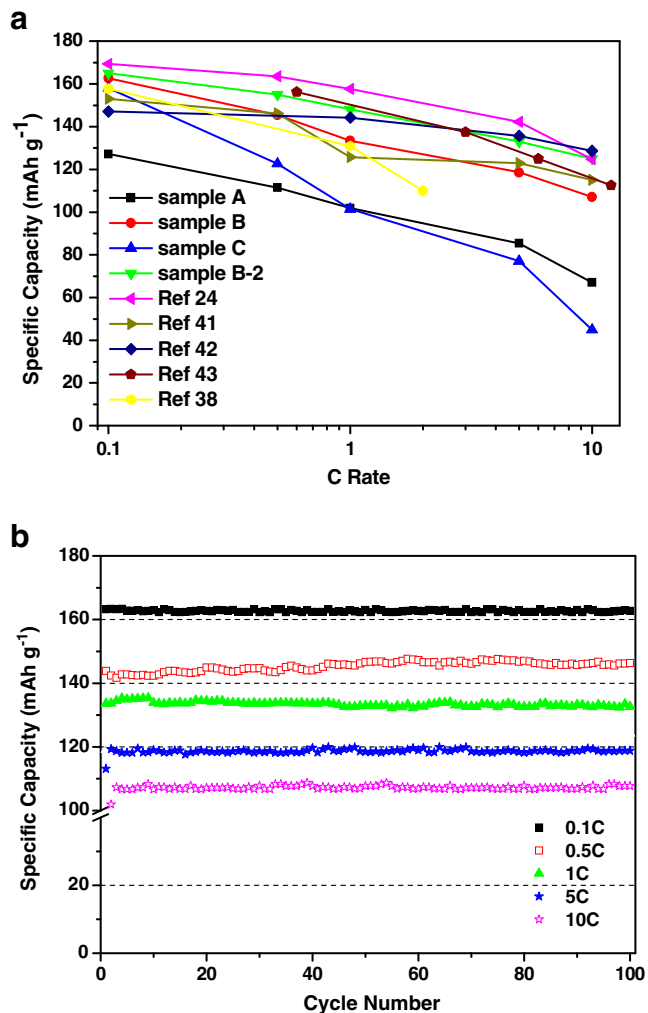 a
180
160
140
120
100
80
60
40
20
0
Specific Capacity (mAh g⁻¹)
sample A
sample B
sample C
sample B-2
Ref 24
Ref 41
Ref 42
Ref 43
Ref 38
0.1
1
10
C Rate
b
180
160
140
120
100
20
0
Specific Capacity (mAh g⁻¹)
0.1C
0.5C
1C
5C
10C
0
20
40
60
80
100
Cycle Number